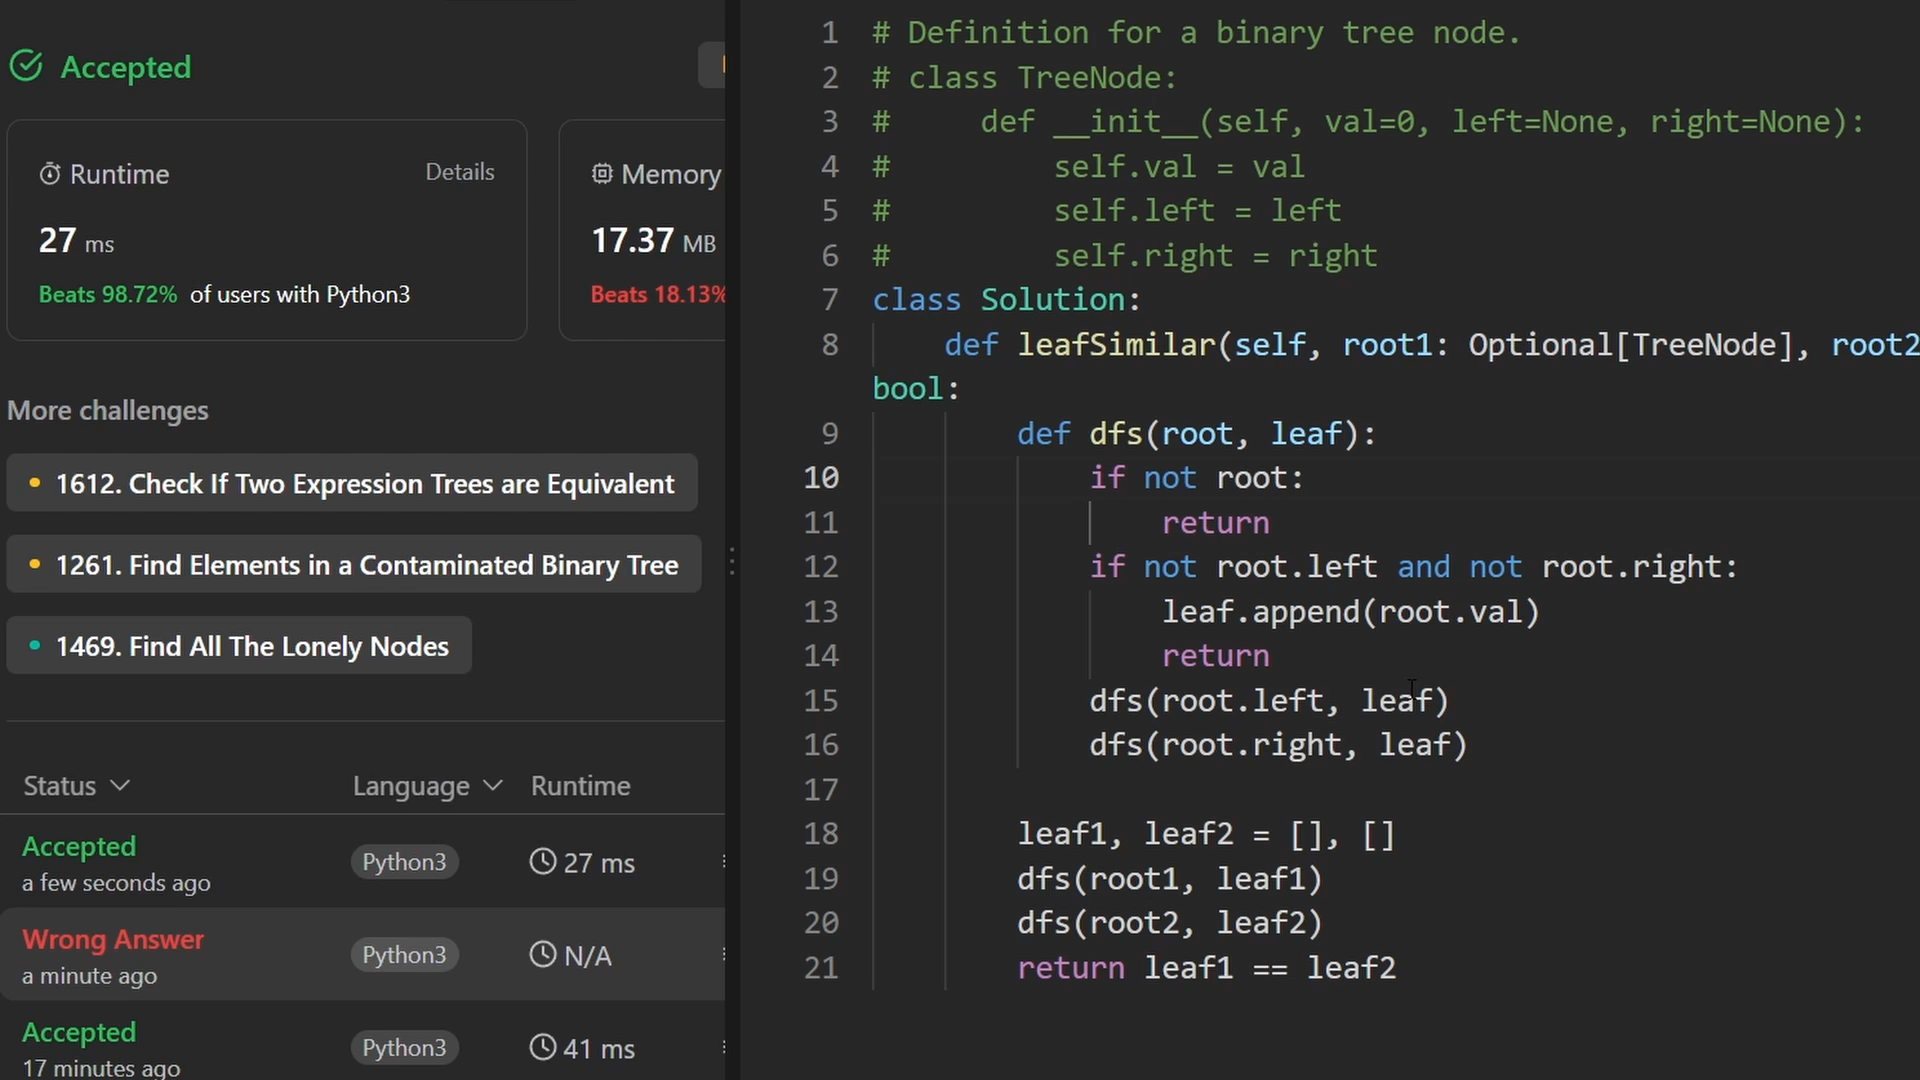 Accepted
Runtime
Details
27 ms
Beats 98.72% of users with Python3
Memory
17.37 MB
Beats 18.13%
More challenges
1612. Check If Two Expression Trees are Equivalent
1261. Find Elements in a Contaminated Binary Tree
1469. Find All The Lonely Nodes
Status Language Runtime
Accepted
a few seconds ago
Python3
27 ms
Wrong Answer
a minute ago
Python3
N/A
Accepted
17 minutes ago
Python3
41 ms
1 # Definition for a binary tree node.
2 # class TreeNode:
3 #     def __init__(self, val=0, left=None, right=None):
4 #         self.val = val
5 #         self.left = left
6 #         self.right = right
7 class Solution:
8     def leafSimilar(self, root1: Optional[TreeNode], root2
bool:
9         def dfs(root, leaf):
10             if not root:
11                 return
12             if not root.left and not root.right:
13                 leaf.append(root.val)
14                 return
15             dfs(root.left, leaf)
16             dfs(root.right, leaf)
17
18         leaf1, leaf2 = [], []
19         dfs(root1, leaf1)
20         dfs(root2, leaf2)
21         return leaf1 == leaf2